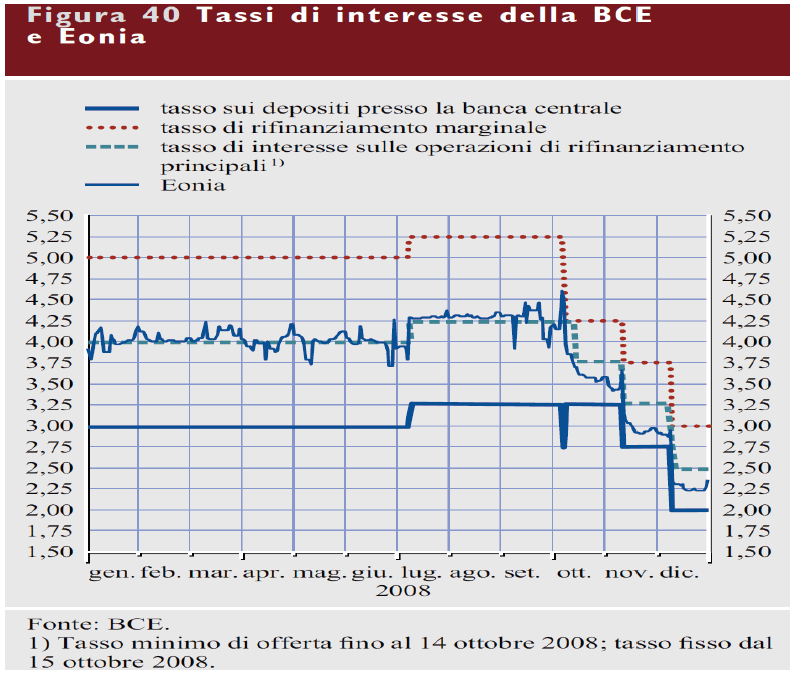 Figura 40 Tassi di interesse della BCE
e Eonia
tasso sui depositi presso la banca centrale
tasso di rifinanziamento marginale
tasso di interesse sulle operazioni di rifinanziamento
principali 1)
Eonia
5,50 5,50
5,25 5,25
5,00 5,00
4,75 4,75
4,50 4,50
4,25 4,25
4,00 4,00
3,75 3,75
3,50 3,50
3,25 3,25
3,00 3,00
2,75 2,75
2,50 2,50
2,25 2,25
2,00 2,00
1,75 1,75
1,50 1,50
gen. feb. mar. apr. mag. giu. lug. ago. set. ott. nov. dic.
2008
Fonte: BCE.
1) Tasso minimo di offerta fino al 14 ottobre 2008; tasso fisso dal
15 ottobre 2008.